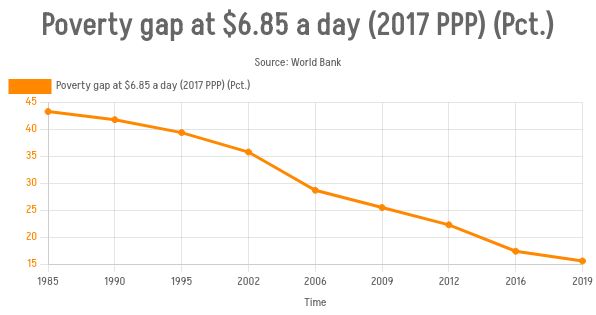 Poverty gap at $6.85 a day (2017 PPP) (Pct.)
Source: World Bank
Poverty gap at $6.85 a day (2017 PPP) (Pct.)
45
40
35
30
25
20
15
1985 1990 1995 2002 2006 2009 2012 2016 2019
Time